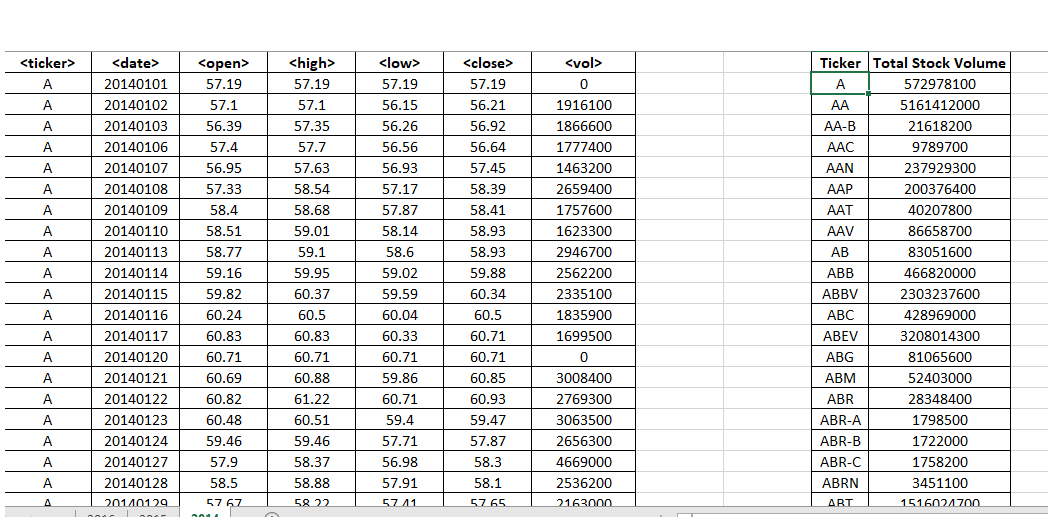 <ticker> <date> <open> <high> <low> <close> <vol> Ticker Total Stock Volume
A 20140101 57.19 57.19 57.19 57.19 0 A 572978100
A 20140102 57.1 57.1 56.15 56.21 1916100 AA 5161412000
A 20140103 56.39 57.35 56.26 56.92 1866600 AA-B 21618200
A 20140106 57.4 57.7 56.56 56.64 1777400 AAC 9789700
A 20140107 56.95 57.63 56.93 57.45 1463200 AAN 237929300
A 20140108 57.33 58.54 57.17 58.39 2659400 AAP 200376400
A 20140109 58.4 58.68 57.87 58.41 1757600 AAT 40207800
A 20140110 58.51 59.01 58.14 58.93 1623300 AAV 86658700
A 20140113 58.77 59.1 58.6 58.93 2946700 AB 83051600
A 20140114 59.16 59.95 59.02 59.88 2562200 ABB 466820000
A 20140115 59.82 60.37 59.59 60.34 2335100 ABBV 2303237600
A 20140116 60.24 60.5 60.04 60.5 1835900 ABC 428969000
A 20140117 60.83 60.83 60.33 60.71 1699500 ABEV 3208014300
A 20140120 60.71 60.71 60.71 60.71 0 ABG 81065600
A 20140121 60.69 60.88 59.86 60.85 3008400 ABM 52403000
A 20140122 60.82 61.22 60.71 60.93 2769300 ABR 28348400
A 20140123 60.48 60.51 59.4 59.47 3063500 ABR-A 1798500
A 20140124 59.46 59.46 57.71 57.87 2656300 ABR-B 1722000
A 20140127 57.9 58.37 56.98 58.3 4669000 ABR-C 1758200
A 20140128 58.5 58.88 57.91 58.1 2536200 ABRN 3451100
A 20140129 57.67 58.22 57.41 57.65 2163000 ABT 1516024700
2016 2015 2014